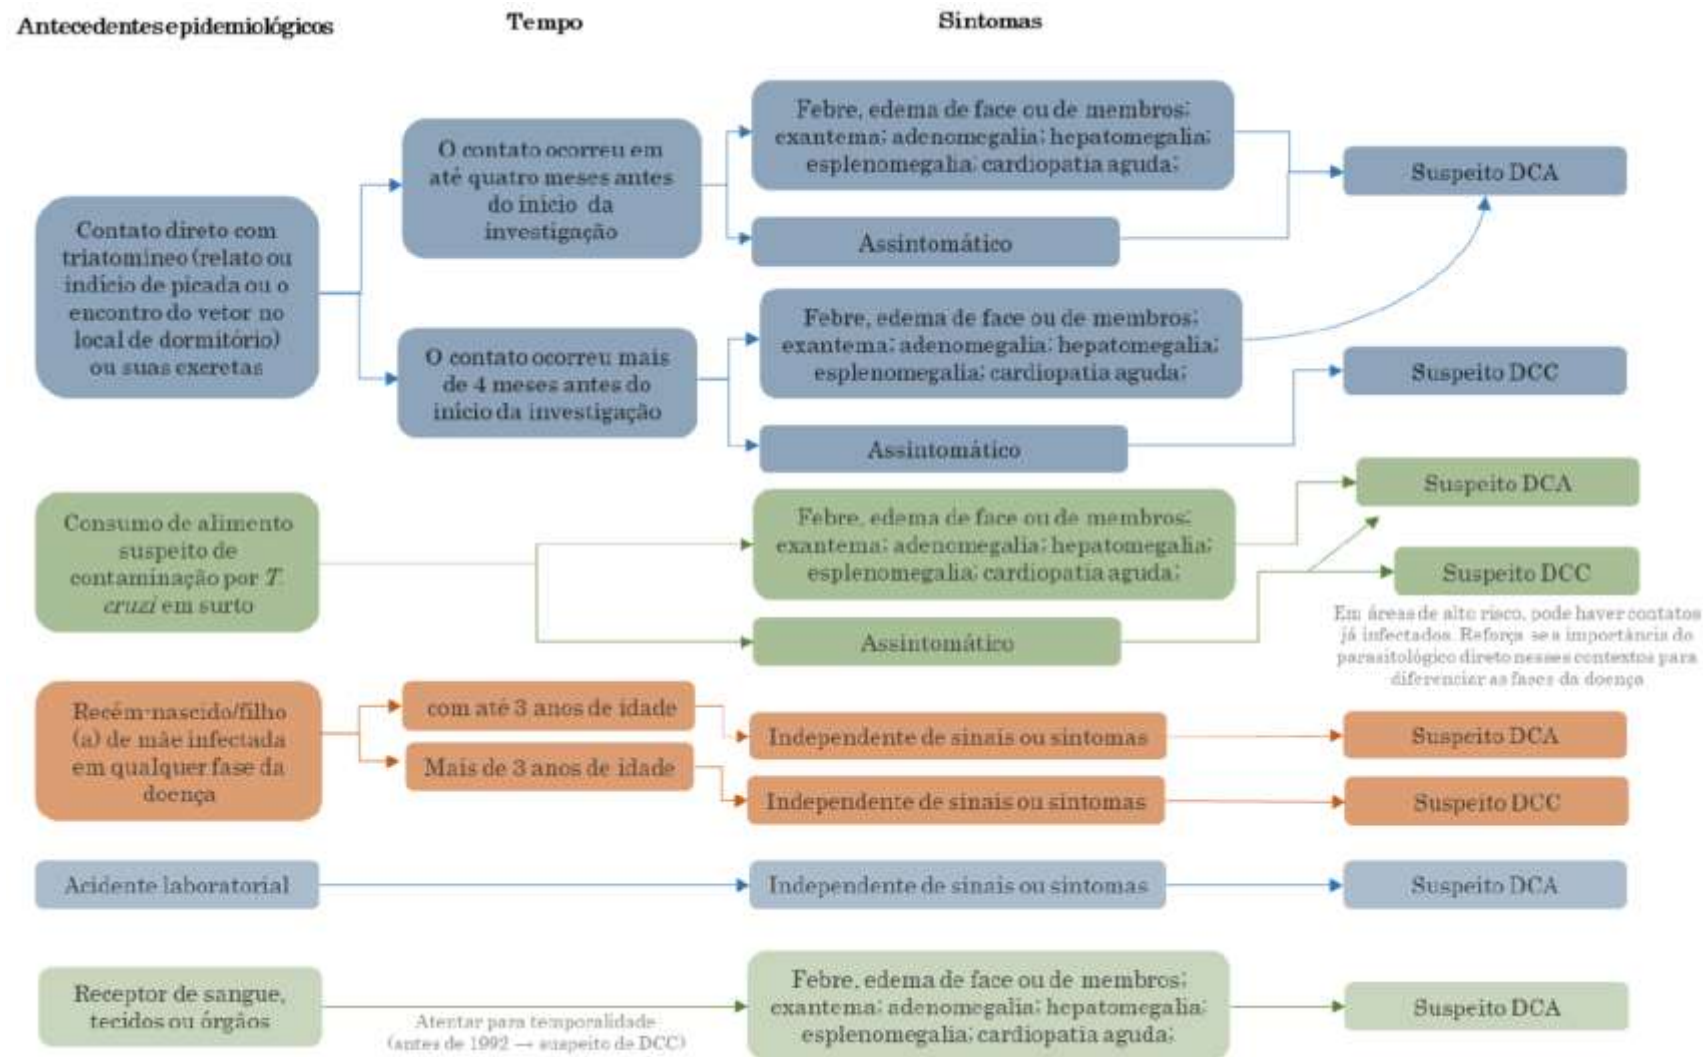 Antecedentes epidemiológicos
Tempo
Sintomas
Contato direto com
triatomíneo (relato ou
indício de picada ou o
encontro do vetor no
local de dormitório)
ou suas excretas
O contato ocorreu em
até quatro meses antes
do início da
investigação
Febre, edema de face ou de membros;
exantema; adenomegalia; hepatomegalia;
esplenomegalia; cardiopatia aguda;
Assintomático
Suspeito DCA
O contato ocorreu mais
de 4 meses antes do
início da investigação
Febre, edema de face ou de membros;
exantema; adenomegalia; hepatomegalia;
esplenomegalia; cardiopatia aguda;
Assintomático
Suspeito DCC
Consumo de alimento
suspeito de
contaminação por T.
cruzi em surto
Febre, edema de face ou de membros;
exantema; adenomegalia; hepatomegalia;
esplenomegalia; cardiopatia aguda;
Assintomático
Suspeito DCA
Suspeito DCC
Em áreas de alto risco, pode haver contatos
já infectados. Reforça-se a importância do
parasitológico direto nesses contextos para
diferenciar as fases da doença
Recém-nascido/filho
(a) de mãe infectada
em qualquer fase da
doença
com até 3 anos de idade
Independente de sinais ou sintomas
Suspeito DCA
Mais de 3 anos de idade
Independente de sinais ou sintomas
Suspeito DCC
Acidente laboratorial
Independente de sinais ou sintomas
Suspeito DCA
Receptor de sangue,
tecidos ou órgãos
Atentar para temporalidade
(antes de 1992 → suspeito de DCC)
Febre, edema de face ou de membros;
exantema; adenomegalia; hepatomegalia;
esplenomegalia; cardiopatia aguda;
Suspeito DCA